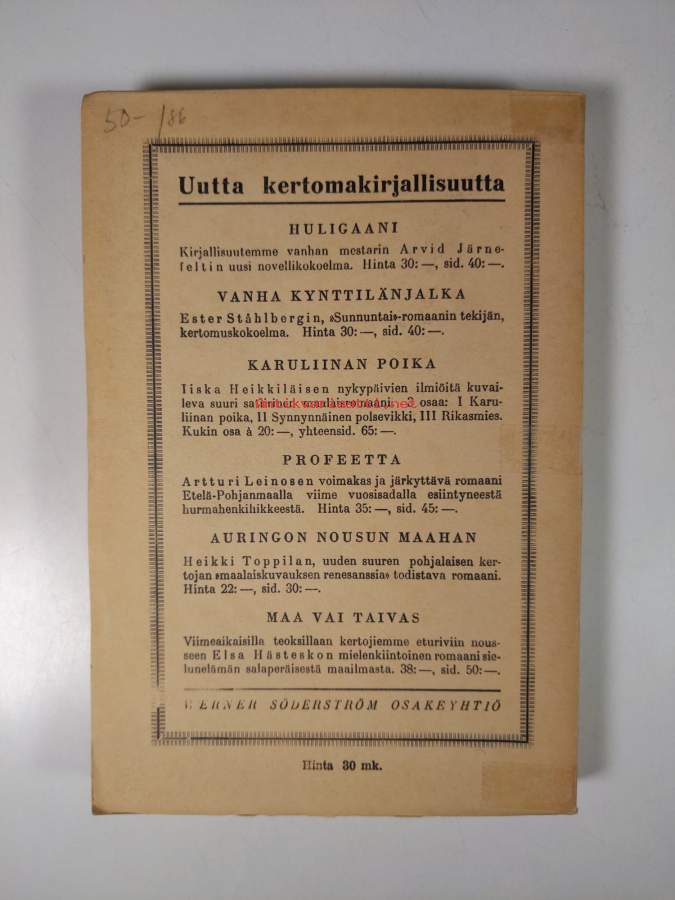 50-/86
Uutta kertomakirjallisuutta
HULIGAANI
Kirjallisuutemme vanhan mestarin Arvid Järne-
feltin uusi novellikokoelma. Hinta 30: —, sid. 40: —.
VANHA KYNTTILÄNJALKA
Ester Ståhlbergin, »Sunnuntai»-romaanin tekijän,
kertomuskokoelma. Hinta 30: —, sid. 40: —.
KARULIINAN POIKA
Iiska Heikkiläisen nykypäivien ilmiöitä kuvai-
leva suuri satiirinen 3 osaa: I Karu-
liinan poika, II Synnynnäinen polsevikki, III Rikasmies.
Kukin osa à 20: —, yhteensid. 65: —.
PROFEETTA
Artturi Leinosen voimakas ja järkyttävä romaani
Etelä-Pohjanmaalla viime vuosisadalla esiintyneestä
hurmahenkiliikkeestä. Hinta 35: —, sid. 45: —.
AURINGON NOUSUN MAAHAN
Heikki Toppilan, uuden suuren pohjalaisen ker-
tojan »maalaiskuvauksen renesanssia» todistava romaani.
Hinta 22: —, sid. 30: —.
MAA VAI TAIVAS
Viimeaikaisilla teoksillaan kertojiemme eturiviin nous-
seen Elsa Hästeskon mielenkiintoinen romaani sie-
lunelämän salaperäisestä maailmasta. 38: —, sid. 50: —.
WERNER SÖDERSTRÖM OSAKEYHTIÖ
Hinta 30 mk.